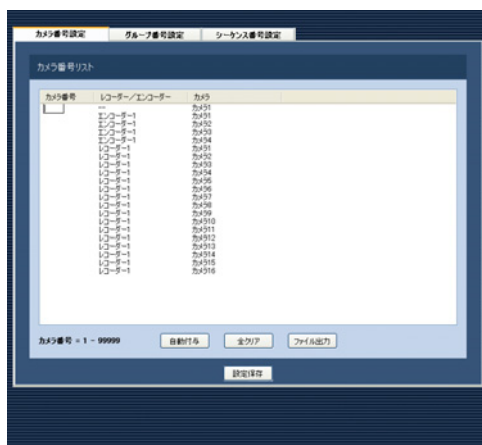 カメラ番号設定 グループ番号設定 シーケンス番号設定
カメラ番号リスト
カメラ番号 レコーダー/エンコーダー カメラ
-- カメラ1
エンコーダー1 カメラ1
エンコーダー1 カメラ2
エンコーダー1 カメラ3
エンコーダー1 カメラ4
レコーダー1 カメラ1
レコーダー1 カメラ2
レコーダー1 カメラ3
レコーダー1 カメラ4
レコーダー1 カメラ5
レコーダー1 カメラ6
レコーダー1 カメラ7
レコーダー1 カメラ8
レコーダー1 カメラ9
レコーダー1 カメラ10
レコーダー1 カメラ11
レコーダー1 カメラ12
レコーダー1 カメラ13
レコーダー1 カメラ14
レコーダー1 カメラ15
レコーダー1 カメラ16
カメラ番号 = 1 - 99999 自動付与 全クリア ファイル出力
設定保存